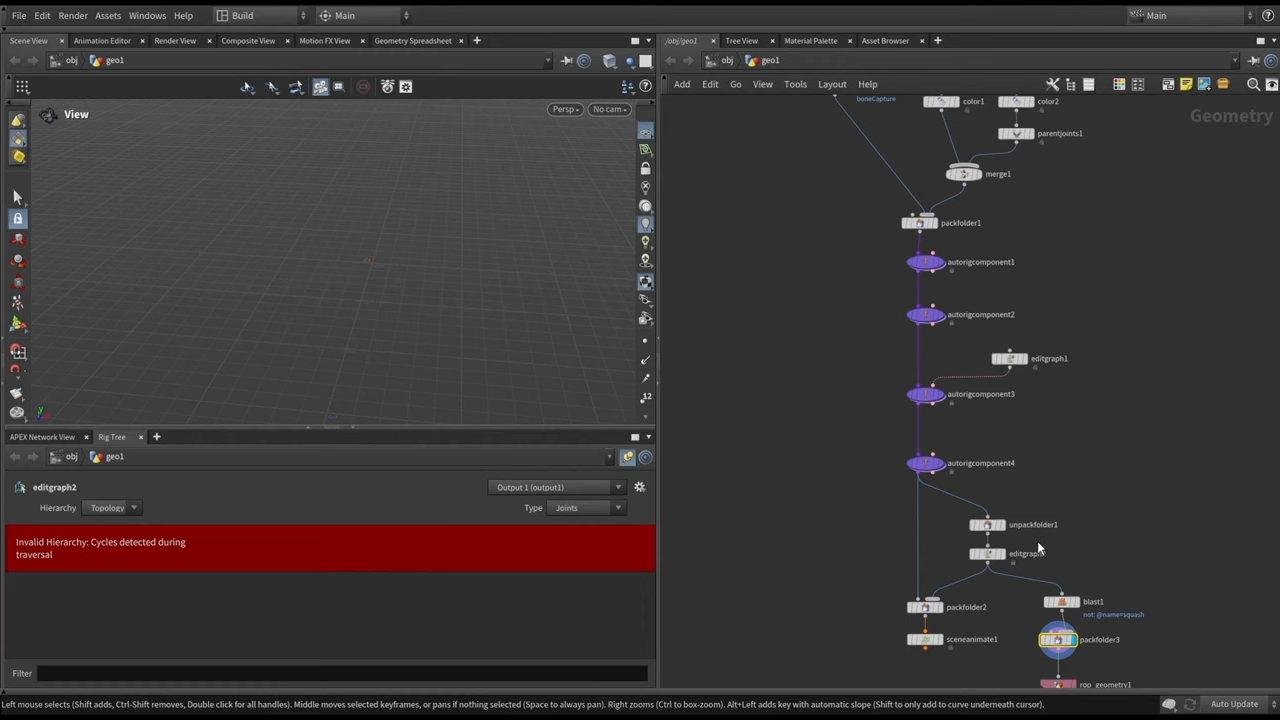 File Edit Render Assets Windows Help Build Main Main
Scene View Animation Editor Render View Composite View Motion FX View Geometry Spreadsheet
/obj/geo1 Tree View Material Palette Asset Browser
obj geo1
obj geo1
Add Edit Go View Tools Layout Help
View Persp No cam
Geometry
boneCapture
color1
color2
parentjoints1
merge1
packfolder1
autorigcomponent1
autorigcomponent2
editgraph1
autorigcomponent3
autorigcomponent4
unpackfolder1
blast1
not: @name=squash
packfolder2
sceneanimate1
packfolder3
rop_geometry1
12
y
APEX Network View Rig Tree
obj geo1
editgraph2 Output 1 (output1)
Hierarchy Topology Type Joints
Invalid Hierarchy: Cycles detected during
traversal
Filter
Left mouse selects (Shift adds, Ctrl-Shift removes, Double click for all handles). Middle moves selected keyframes, or pans if nothing selected (Space to always pan). Right zooms (Ctrl to box-zoom). Alt+Left adds key with automatic slope (Shift to only add to curve underneath cursor).
Auto Update